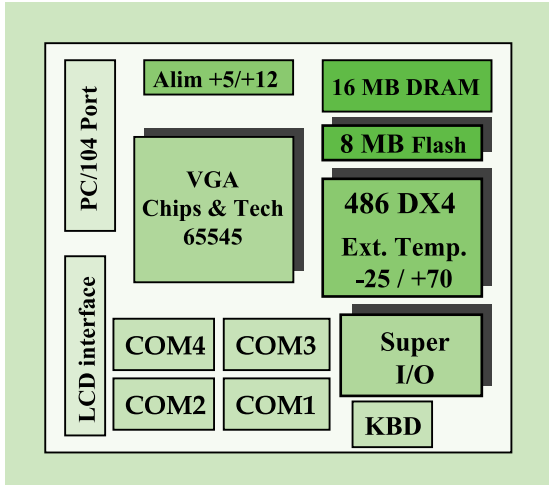 PC/104 Port
Alim +5/+12
16 MB DRAM
8 MB Flash
VGA
Chips & Tech
65545
486 DX4
Ext. Temp.
-25 / +70
LCD interface
COM4
COM3
Super
I/O
COM2
COM1
KBD